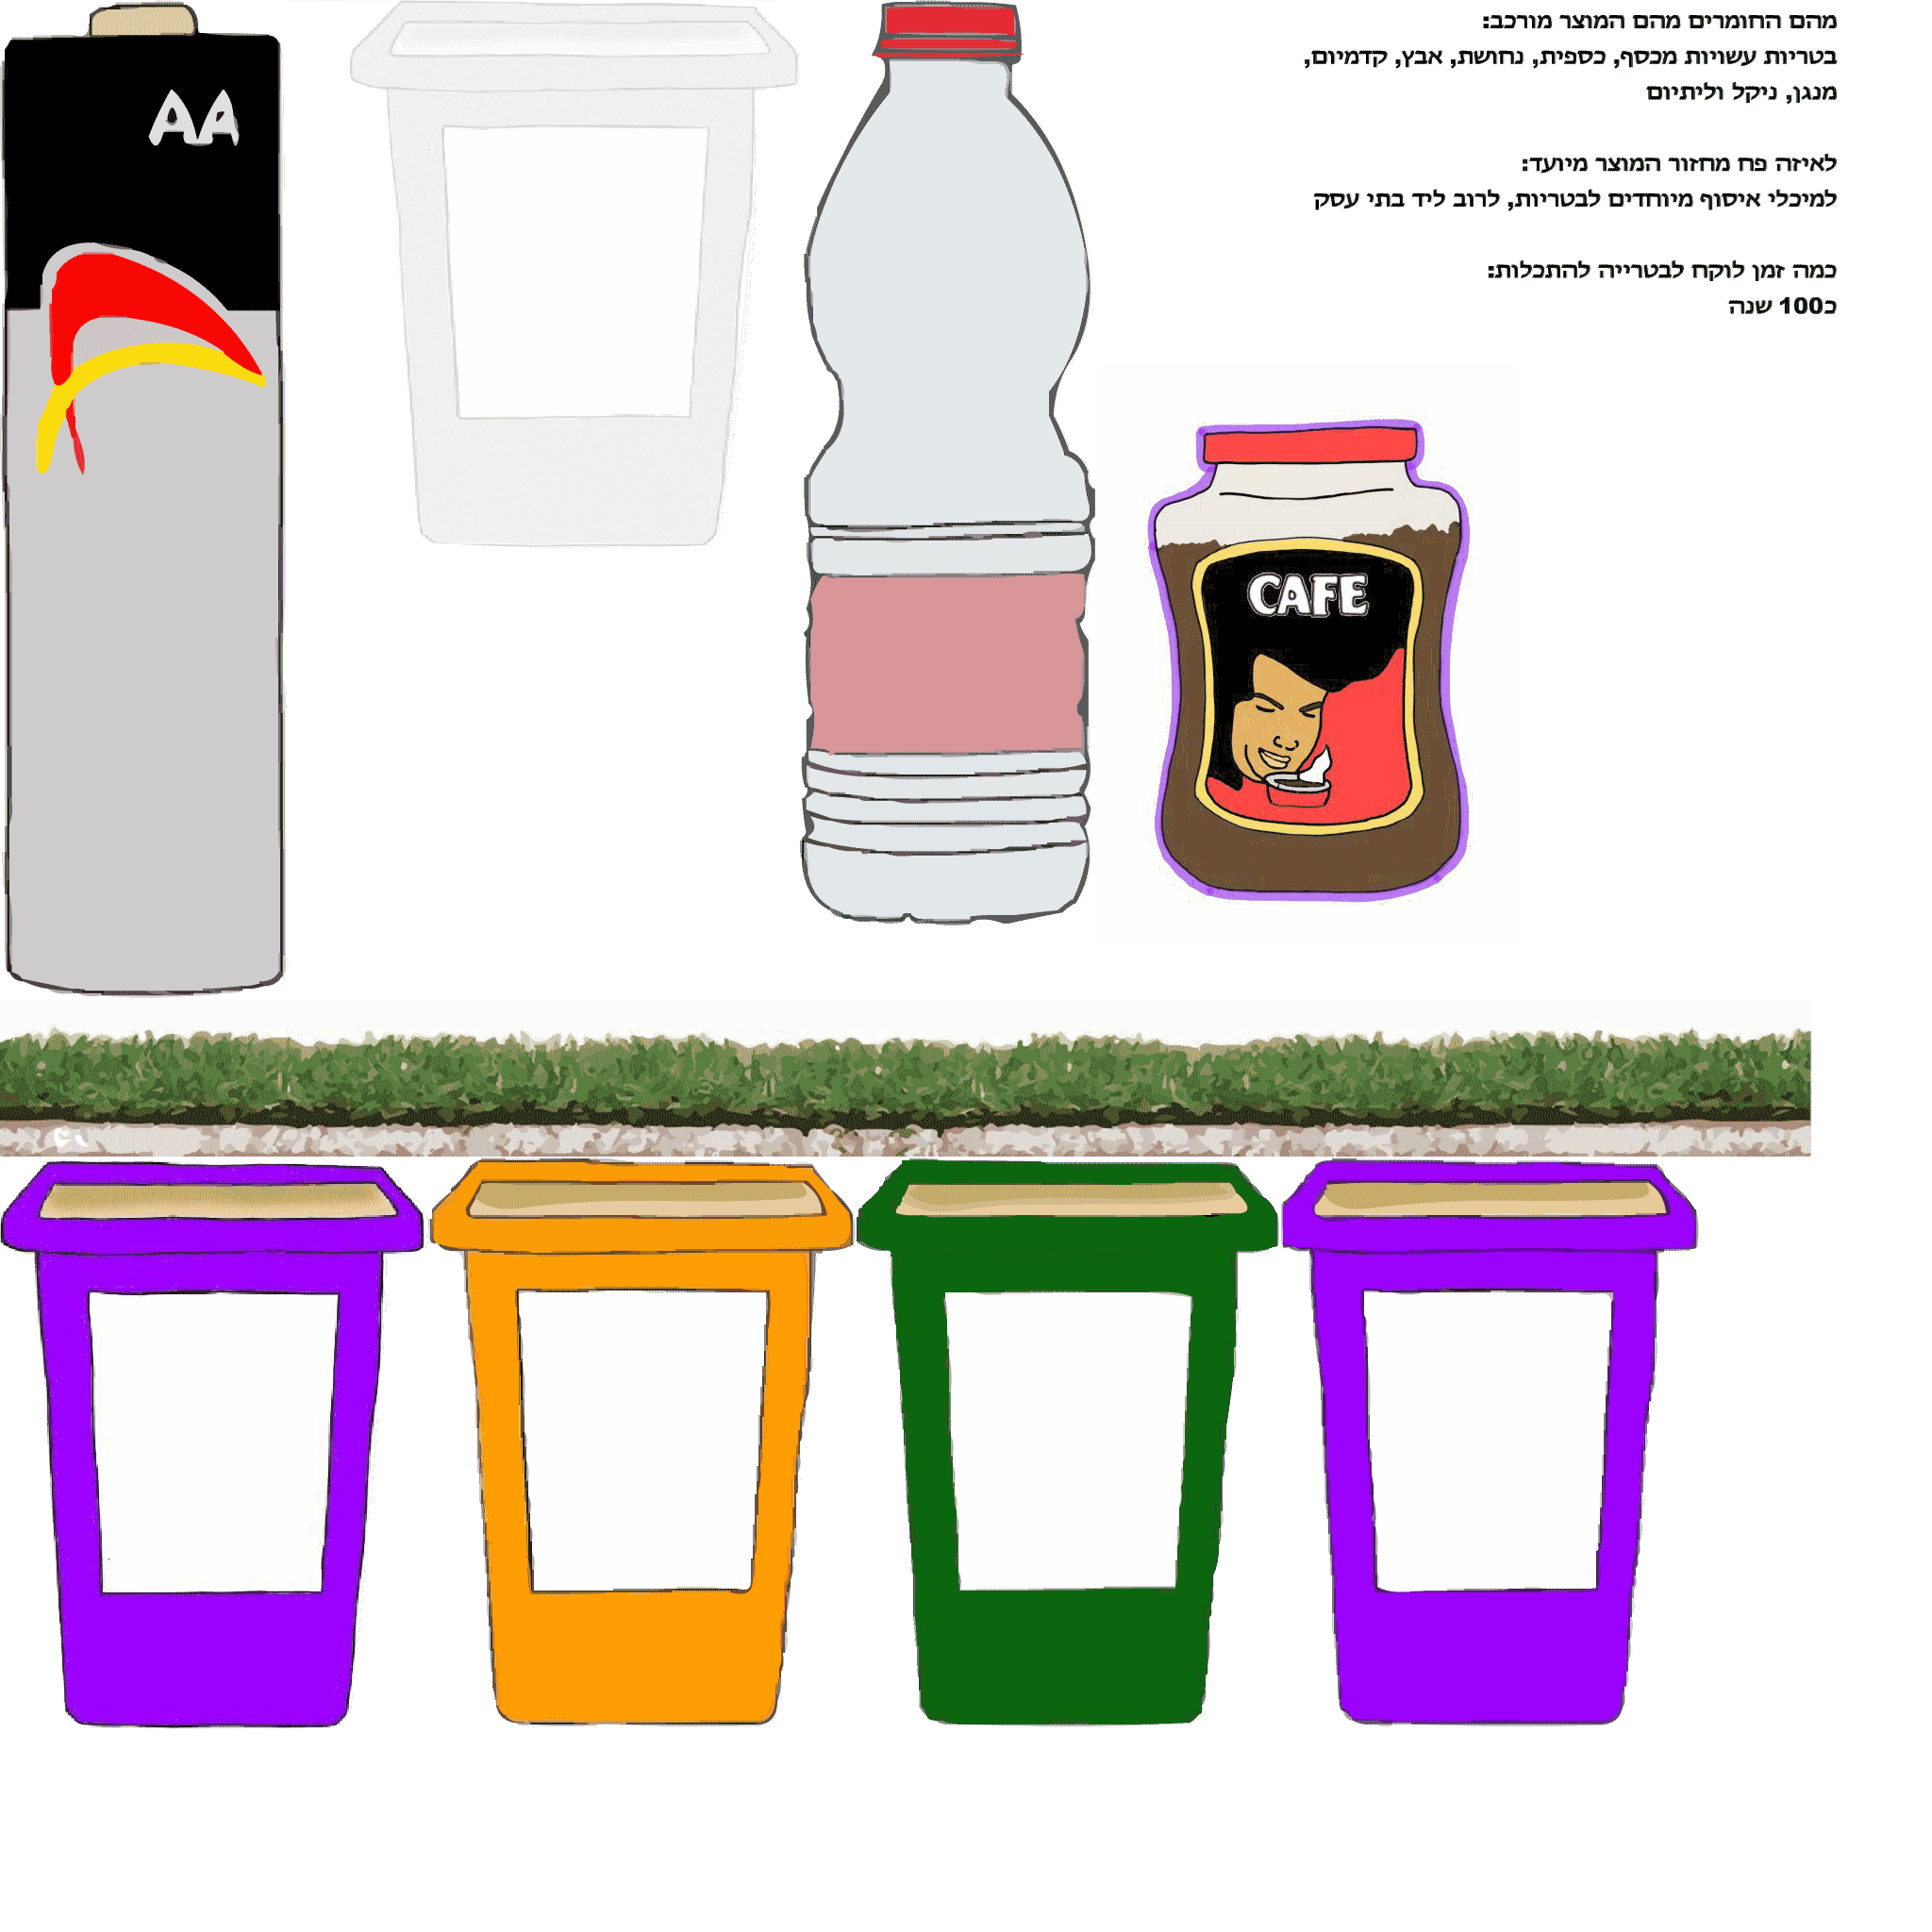 AA
מהם החומרים מהם המוצר מורכב:
בטריות עשויות מכסף, כספית, נחושת, אבץ, קדמיום,
מנגן, ניקל וליתיום
לאיזה פח מחזור המוצר מיועד:
למיכלי איסוף מיוחדים לבטריות, לרוב ליד בתי עסק
כמה זמן לוקח לבטרייה להתכלות:
כ100 שנה
CAFE